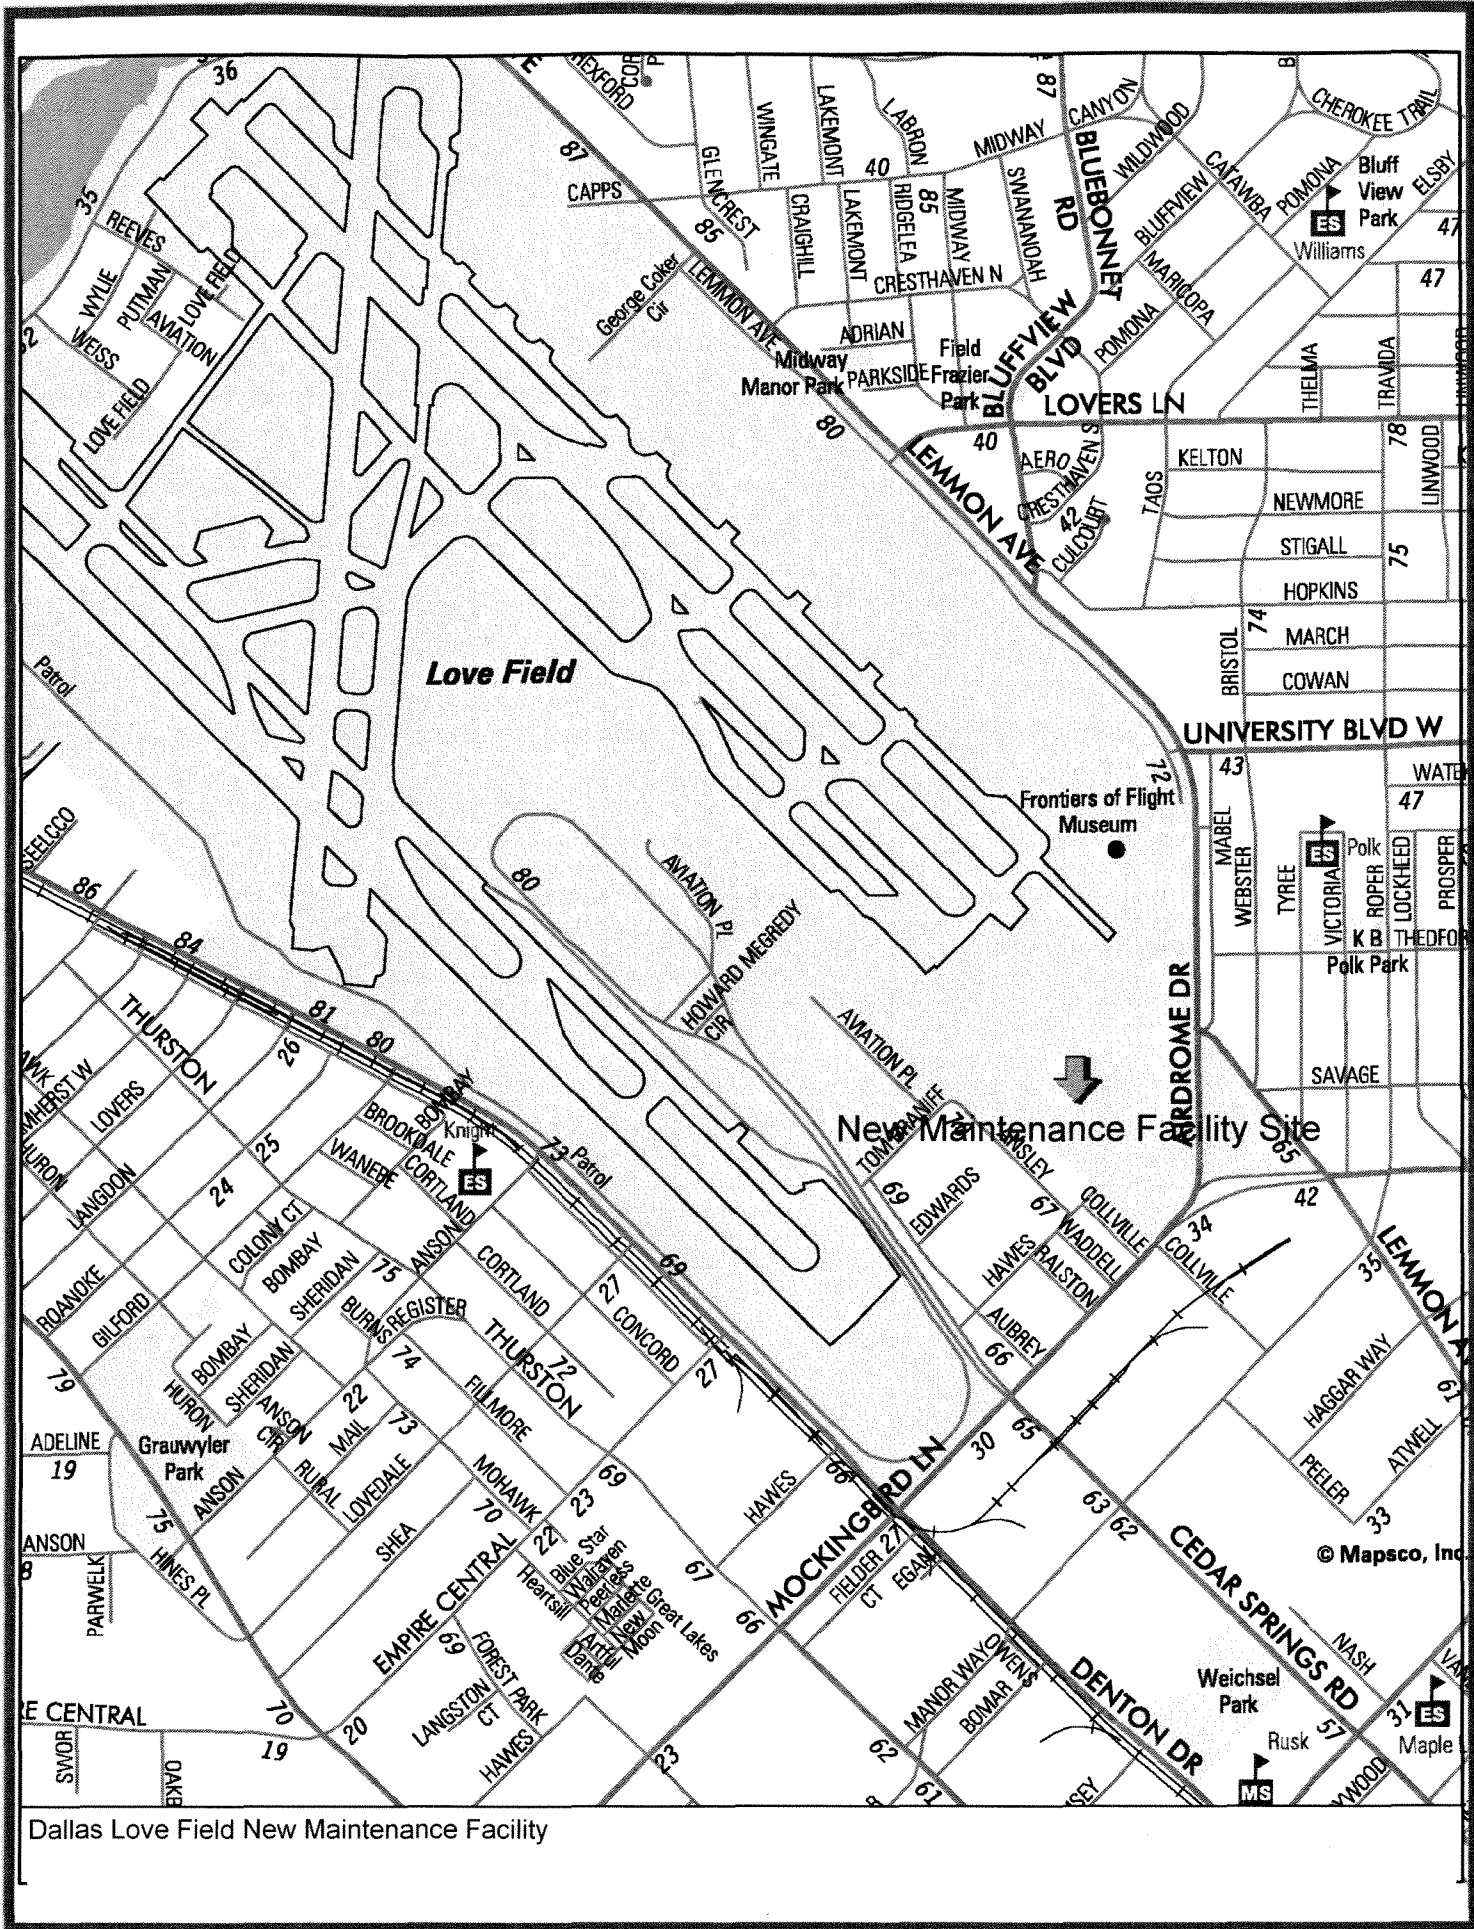 36
HEXFORD
87
WINGATE
LAKEMONT
LABRON
MIDWAY
CANYON
87
CHEROKEE TRAIL
BLUEBONNET
RD
WILDWOOD
CATAWBA
POMONA
Bluff
View
Park
ELSBY
ES
Williams
47
CAPPS
GLENCREST
40
85
CRAIGHILL
LAKEMONT
RIDGELEA
85
MIDWAY
SWANANOAH
BLUFFVIEW
MARICOPA
47
35
REEVES
WYLIE
PUTTMAN
LOVE FIELD
AVIATION
WEISS
LOVE FIELD
George Coker
Cir
LEMMON AVE
CRESTHAVEN N
ADRIAN
Midway
Manor Park
PARKSIDE
Field
Frazier
Park
BLUFFVIEW
BLVD
POMONA
THELMA
TRAVIDA
LOVERS LN
80
40
LEMMON AVE
AERO
CRESTHAVEN S
42
CULCOURT
TAOS
KELTON
78
LINWOOD
NEWMORE
STIGALL
75
HOPKINS
74
MARCH
BRISTOL
COWAN
Love Field
Patrol
UNIVERSITY BLVD W
72
43
47
Frontiers of Flight
Museum
MABEL
WEBSTER
TYREE
ES
Polk
VICTORIA
ROPER
LOCKHEED
PROSPER
K B
Polk Park
SEELCCO
86
84
81
80
80
AVIATION PL
HOWARD MEGREDY
CIR
AVIATION PL
AIRDROME DR
SAVAGE
New Maintenance Facility Site
65
42
THURSTON
26
LOVERS
25
24
LANGDON
BROOKDALE
BOMBAY
Knight
ES
WANEBE
CORTLAND
73
Patrol
69
EDWARDS
67
WADDELL
COLLVILLE
34
COLLVILLE
HAWES
RALSTON
AUBREY
66
LEMMON
35
COLONY CT
BOMBAY
SHERIDAN
75
ANSON
CORTLAND
69
27
CONCORD
27
ROANOKE
GILFORD
BURNS
REGISTER
THURSTON
72
74
79
BOMBAY
SHERIDAN
HURON
ANSON
CIR
22
MAIL
73
FILLMORE
ADELINE
19
Grauwyler
Park
ANSON
RURAL
LOVEDALE
MOHAWK
70
69
23
HAWES
66
MOCKINGBIRD LN
30
65
HAGGAR WAY
61
ATWELL
PEELER
33
63
62
ANSON
75
HINES PL
PARWELK
SHEA
EMPIRE CENTRAL
22
Blue Star
Wallraven
Peerless
Marlette
Great Lakes
New
Moon
Heartsill
Artful
Dante
67
66
FIELDER
CT
27
EGAN
CEDAR SPRINGS RD
© Mapsco, Inc.
69
FOREST PARK
LANGSTON
CT
HAWES
MANOR WAY
OWENS
BOMAR
DENTON DR
Weichsel
Park
NASH
31
ES
Maple
57
Rusk
MS
70
20
19
SWOR
23
62
61
Dallas Love Field New Maintenance Facility